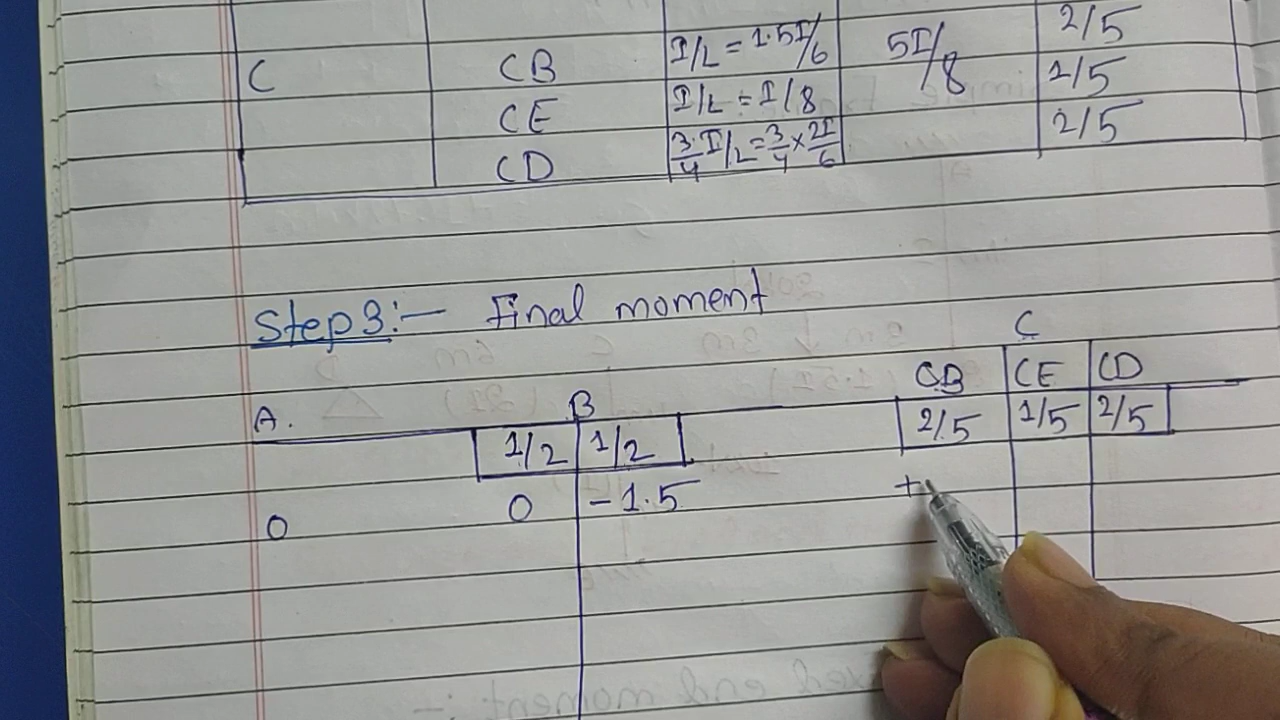 2/5
C CB I/L = 1.5I/6 5I/8 1/5
CE I/L = I/8 2/5
CD 3/4 I/L = 3/4 × 2I/6
Step 3:- Final moment
C
CB CE CD
A. B 2/5 1/5 2/5
1/2 1/2
0 0 -1.5 +